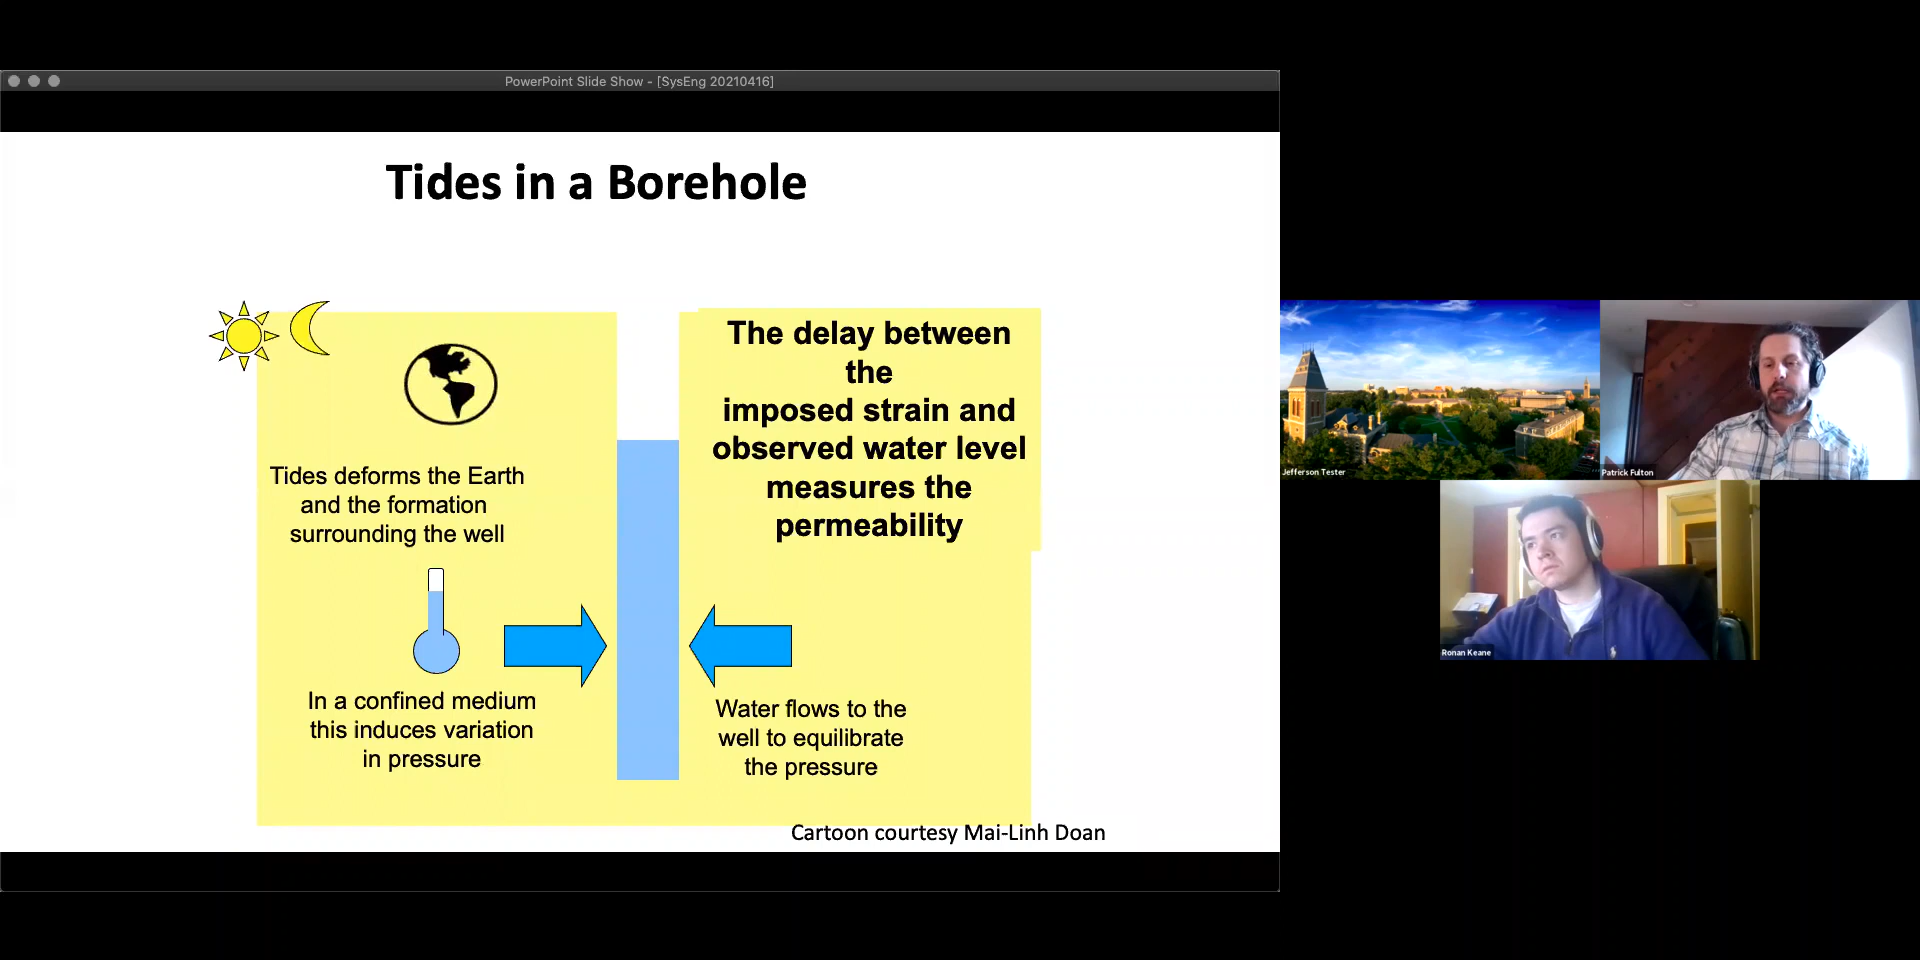 PowerPoint Slide Show - [SysEng 20210416]
Tides in a Borehole
The delay between
the
imposed strain and
observed water level
measures the
permeability
Tides deforms the Earth
and the formation
surrounding the well
In a confined medium
this induces variation
in pressure
Water flows to the
well to equilibrate
the pressure
Cartoon courtesy Mai-Linh Doan
Jefferson Tester
Patrick Fulton
Ronan Keane